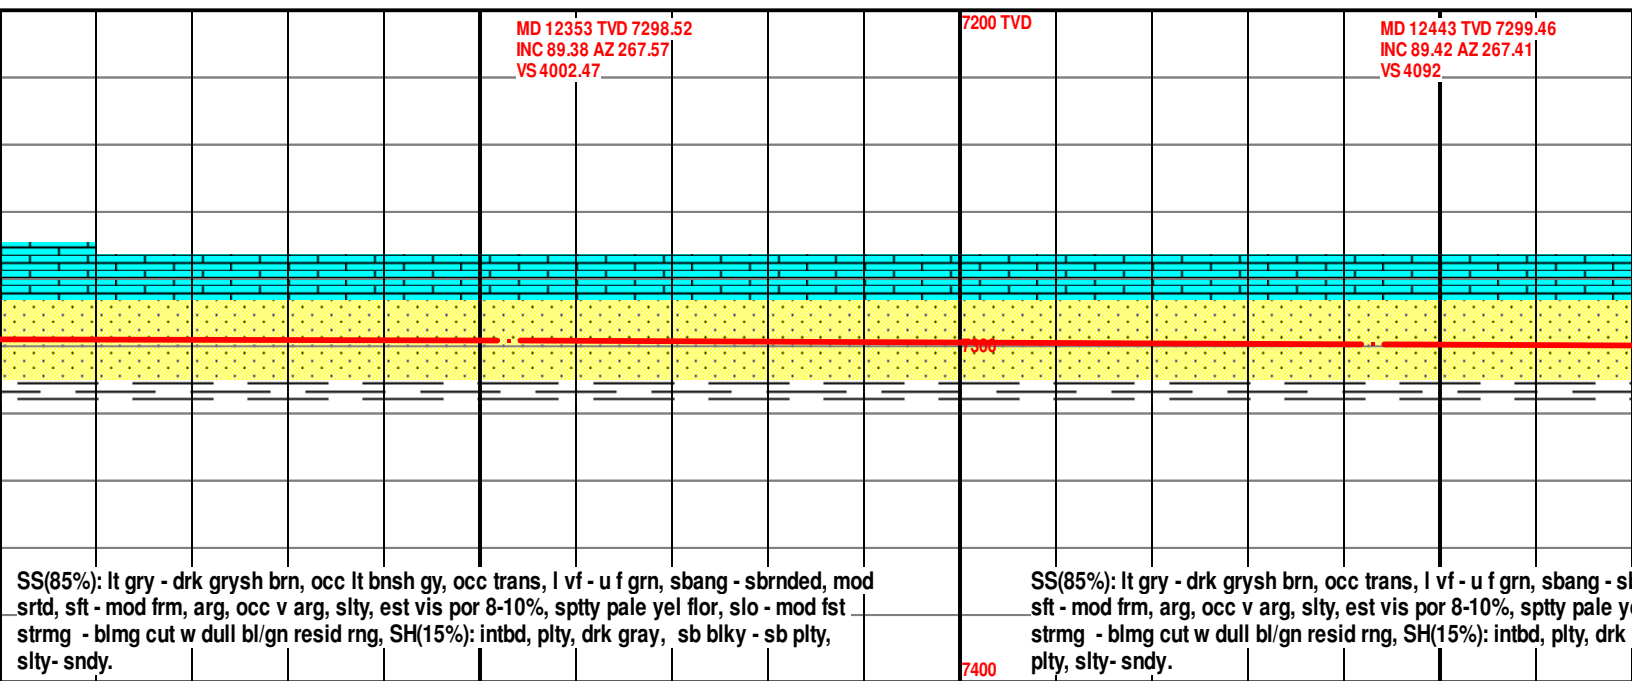 MD 12353 TVD 7298.52
INC 89.38 AZ 267.57
VS 4002.47
7200 TVD
MD 12443 TVD 7299.46
INC 89.42 AZ 267.41
VS 4092
7300
SS(85%): lt gry - drk grysh brn, occ lt bnsh gy, occ trans, l vf - u f grn, sbang - sbrnded, mod
srtd, sft - mod frm, arg, occ v arg, slty, est vis por 8-10%, sptty pale yel flor, slo - mod fst
strmg - blmg cut w dull bl/gn resid rng, SH(15%): intbd, plty, drk gray, sb blky - sb plty,
slty- sndy.
7400
SS(85%): lt gry - drk grysh brn, occ trans, l vf - u f grn, sbang -
sft - mod frm, arg, occ v arg, slty, est vis por 8-10%, sptty pale
strmg - blmg cut w dull bl/gn resid rng, SH(15%): intbd, plty, drk
plty, slty- sndy.